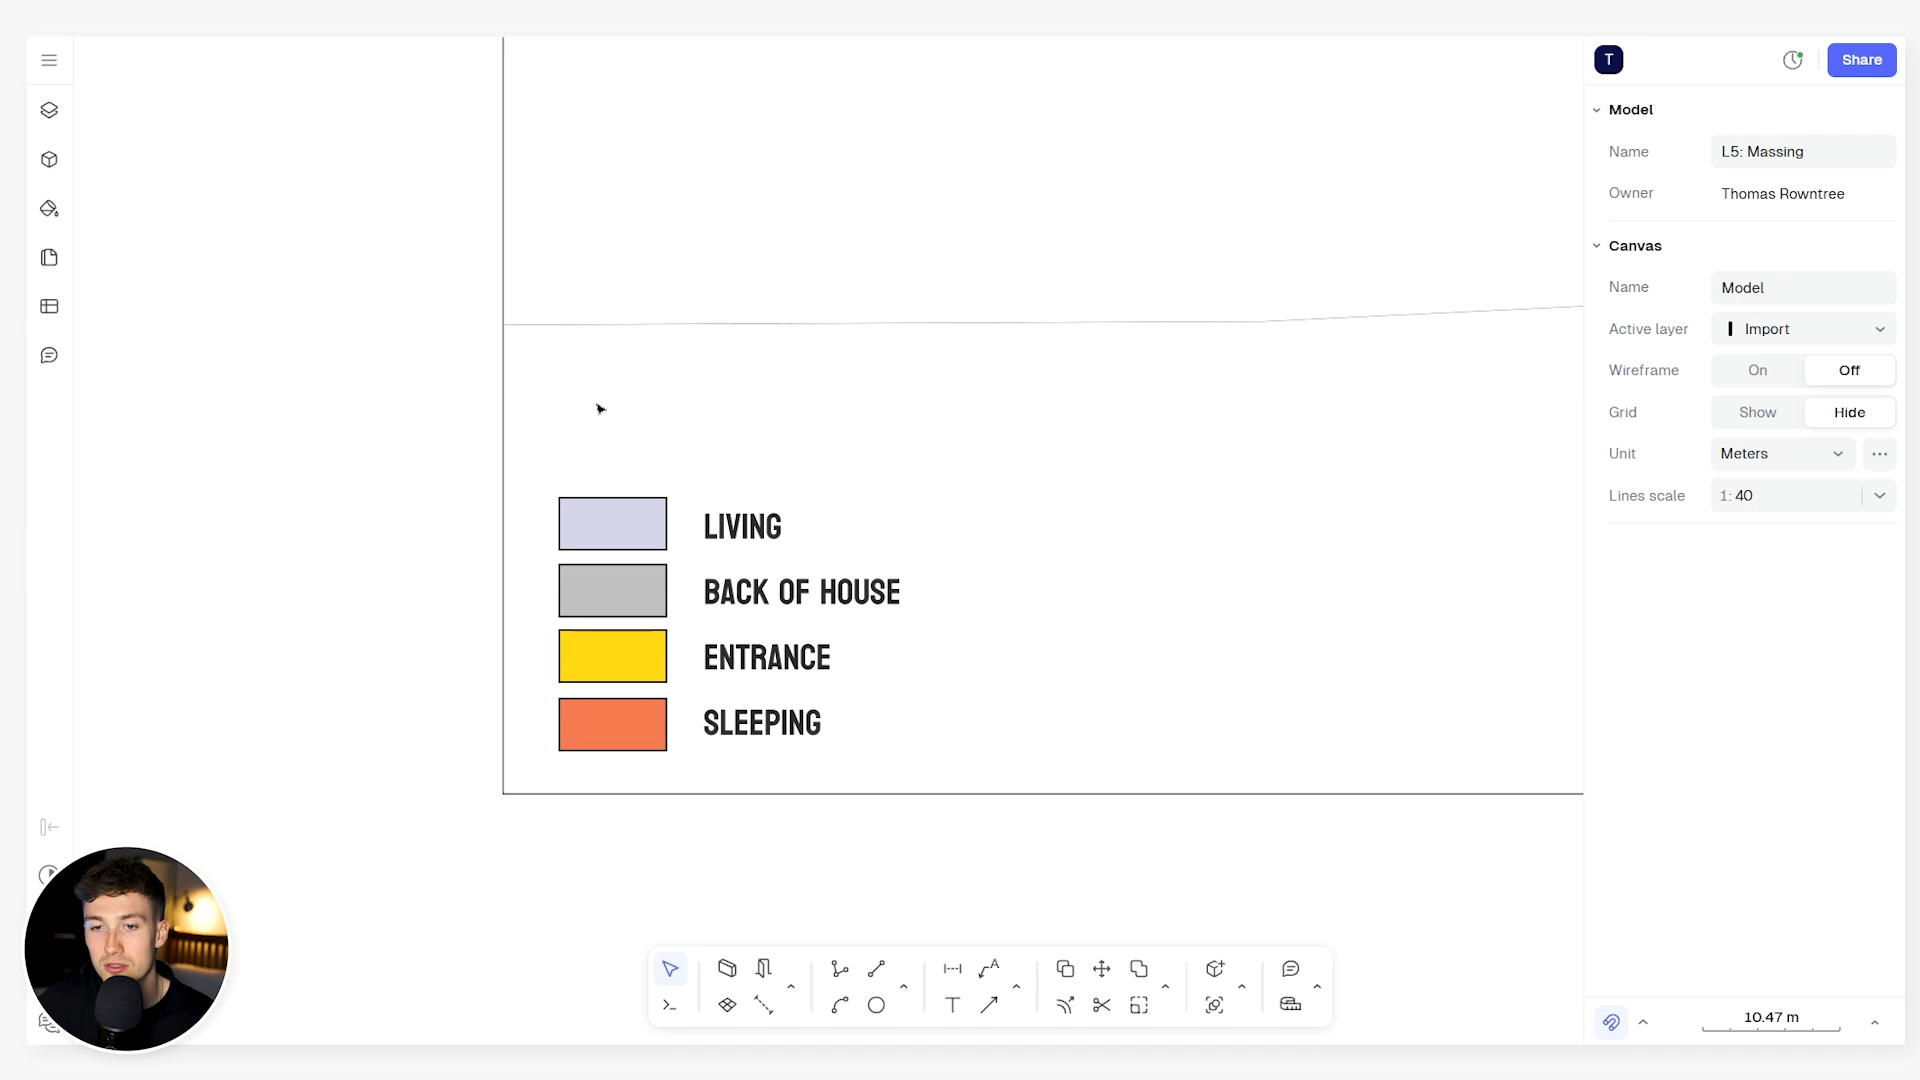 T
Share
Model
Name
L5: Massing
Owner
Thomas Rowntree
Canvas
Name
Model
Active layer
Import
Wireframe
On
Off
Grid
Show
Hide
Unit
Meters
Lines scale
1: 40
LIVING
BACK OF HOUSE
ENTRANCE
SLEEPING
10.47 m